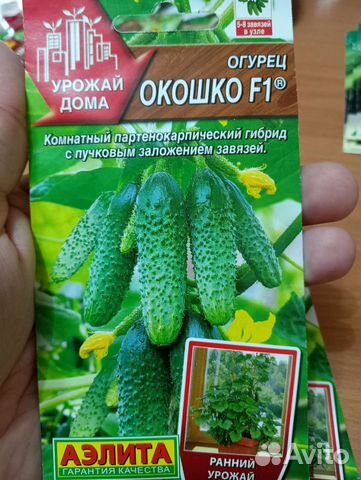 5-8 завязей
в узле
УРОЖАЙ
ДОМА
ОГУРЕЦ
ОКОШКО F1®
Комнатный партенокарпический гибрид
с пучковым заложением завязей.
АЭЛИТА
ГАРАНТИЯ КАЧЕСТВА
РАННИЙ
УРОЖАЙ
Avito